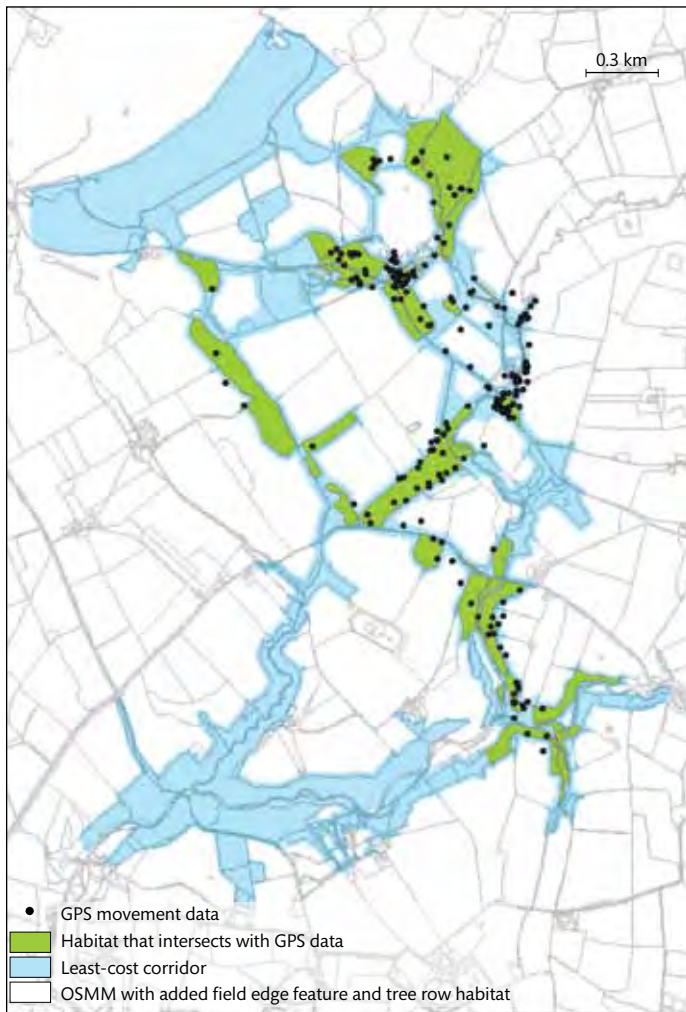 0.3 km
GPS movement data
Habitat that intersects with GPS data
Least-cost corridor
OSMM with added field edge feature and tree row habitat